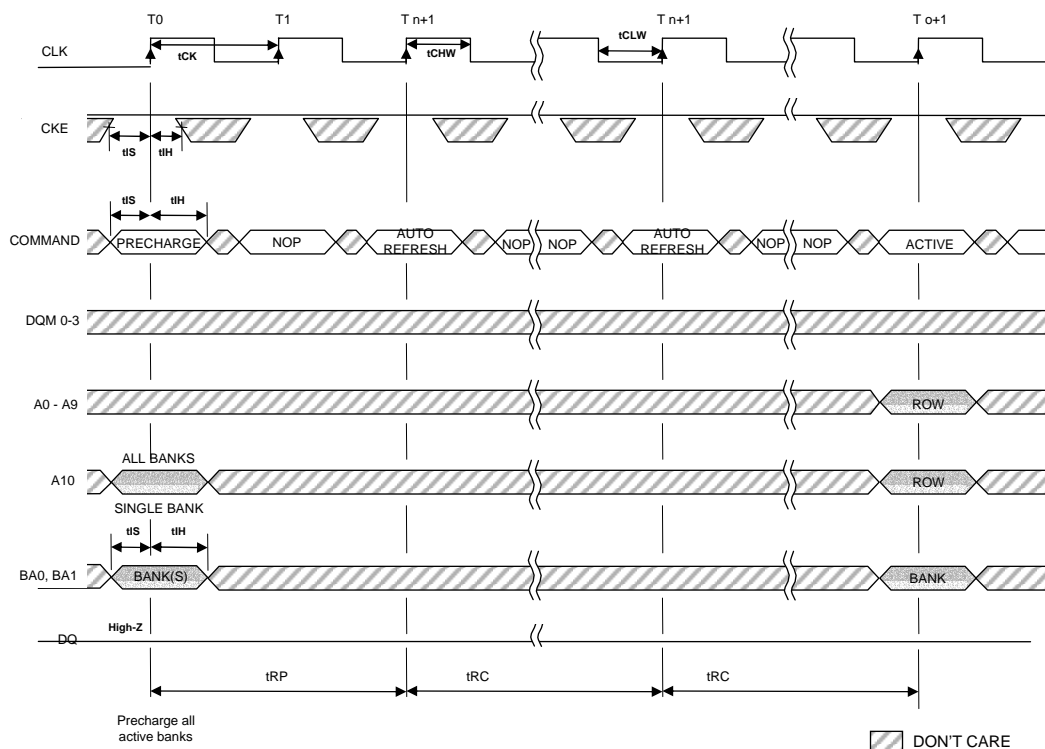 T0 T1 T n+1 T n+1 T o+1
CLK
tCK tCHW tCLW
CKE
tIS tIH
tIS tIH
COMMAND PRECHARGE NOP AUTO REFRESH NOP NOP AUTO REFRESH NOP NOP ACTIVE
DQM 0-3
A0 - A9 ROW
ALL BANKS
A10 ROW
SINGLE BANK
tIS tIH
BA0, BA1 BANK(S) BANK
High-Z
DQ
tRP tRC tRC
Precharge all
active banks
DON'T CARE